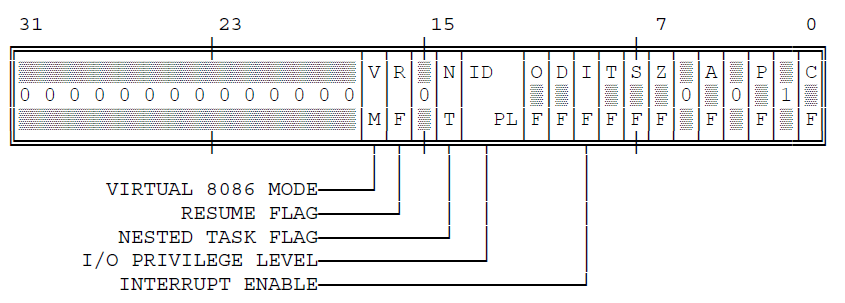 31 23 15 7 0
V R N ID O D I T S Z A P C
0 0 0 0 0 0 0 0 0 0 0 0 0 0 0 0 0 1
M F T PL F F F F F F F F F
VIRTUAL 8086 MODE
RESUME FLAG
NESTED TASK FLAG
I/O PRIVILEGE LEVEL
INTERRUPT ENABLE